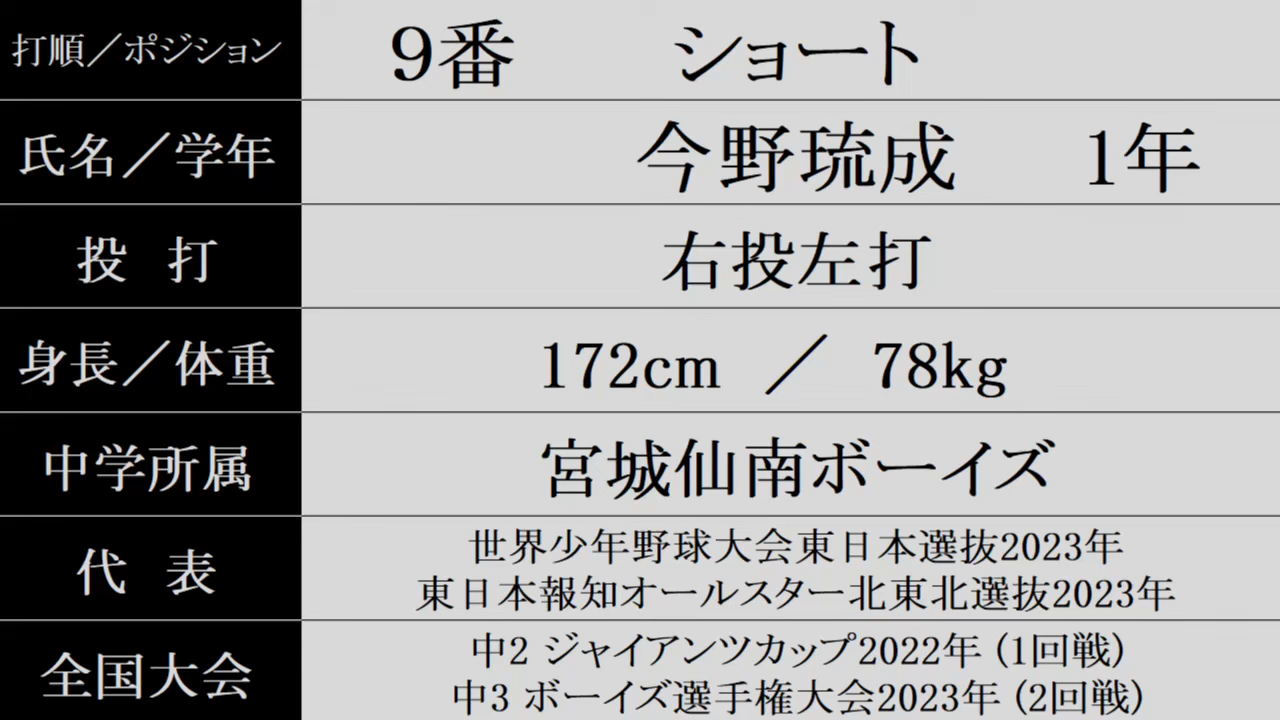 打順／ポジション 9番 ショート
氏名／学年 今野琉成 1年
投 打 右投左打
身長／体重 172cm ／ 78kg
中学所属 宮城仙南ボーイズ
代 表 世界少年野球大会東日本選抜2023年
東日本報知オールスター北東北選抜2023年
全国大会 中2 ジャイアンツカップ2022年 (1回戦)
中3 ボーイズ選手権大会2023年 (2回戦)